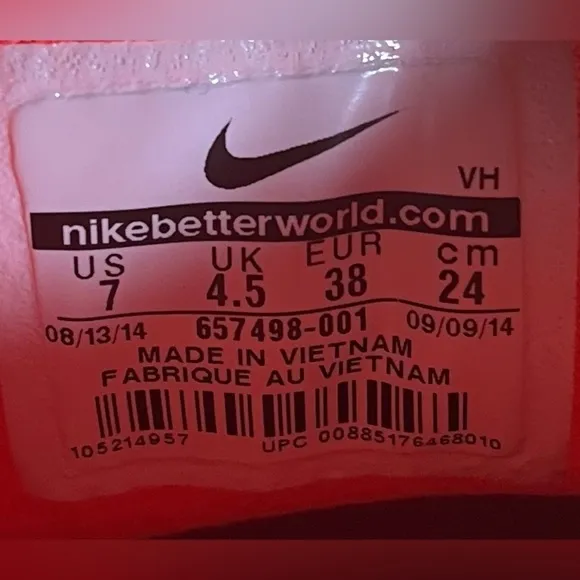 VH
nikebetterworld.com
US UK EUR cm
7 4.5 38 24
08/13/14 657498-001 09/09/14
MADE IN VIETNAM
FABRIQUE AU VIETNAM
105214957 UPC 00885176468010